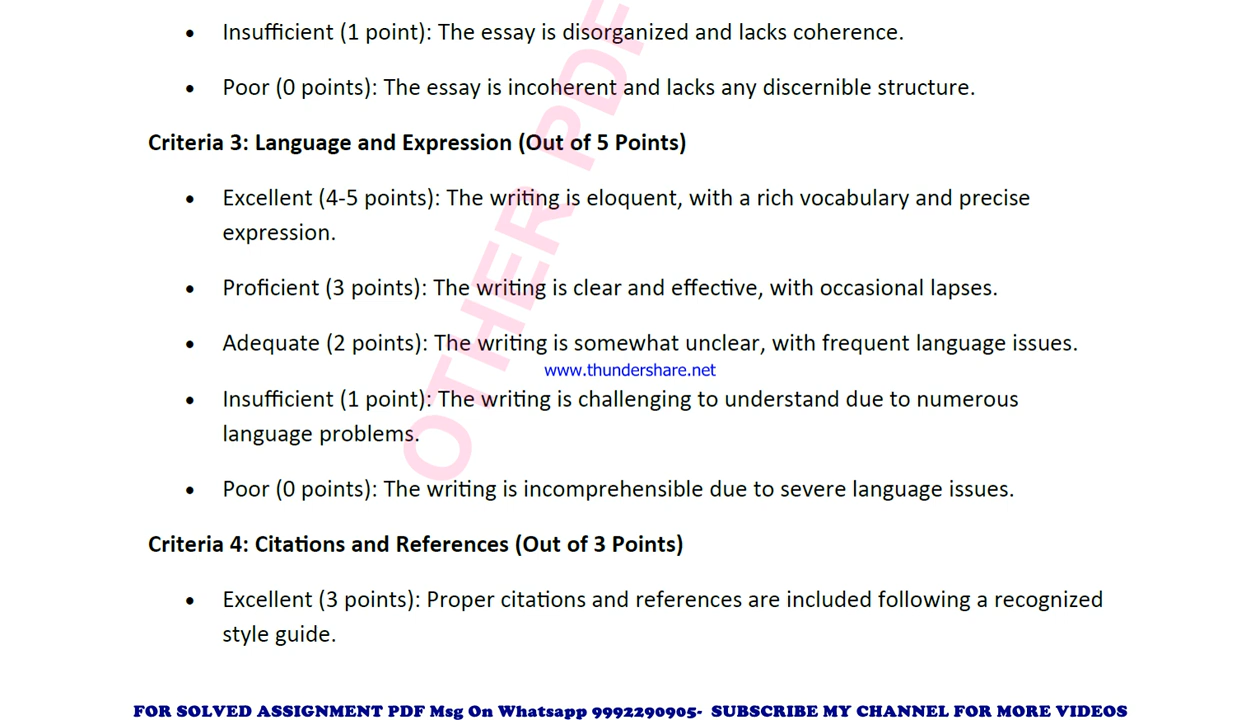 • Insufficient (1 point): The essay is disorganized and lacks coherence.
• Poor (0 points): The essay is incoherent and lacks any discernible structure.
Criteria 3: Language and Expression (Out of 5 Points)
• Excellent (4-5 points): The writing is eloquent, with a rich vocabulary and precise
expression.
• Proficient (3 points): The writing is clear and effective, with occasional lapses.
• Adequate (2 points): The writing is somewhat unclear, with frequent language issues.
www.thundershare.net
• Insufficient (1 point): The writing is challenging to understand due to numerous
language problems.
• Poor (0 points): The writing is incomprehensible due to severe language issues.
Criteria 4: Citations and References (Out of 3 Points)
• Excellent (3 points): Proper citations and references are included following a recognized
style guide.
OTHER PDF
FOR SOLVED ASSIGNMENT PDF Msg On Whatsapp 9992290905- SUBSCRIBE MY CHANNEL FOR MORE VIDEOS